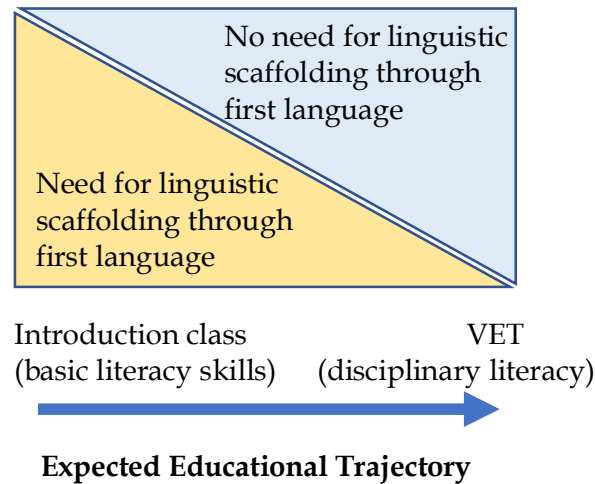 No need for linguistic
scaffolding through
first language
Need for linguistic
scaffolding through
first language
Introduction class
(basic literacy skills)
VET
(disciplinary literacy)
Expected Educational Trajectory